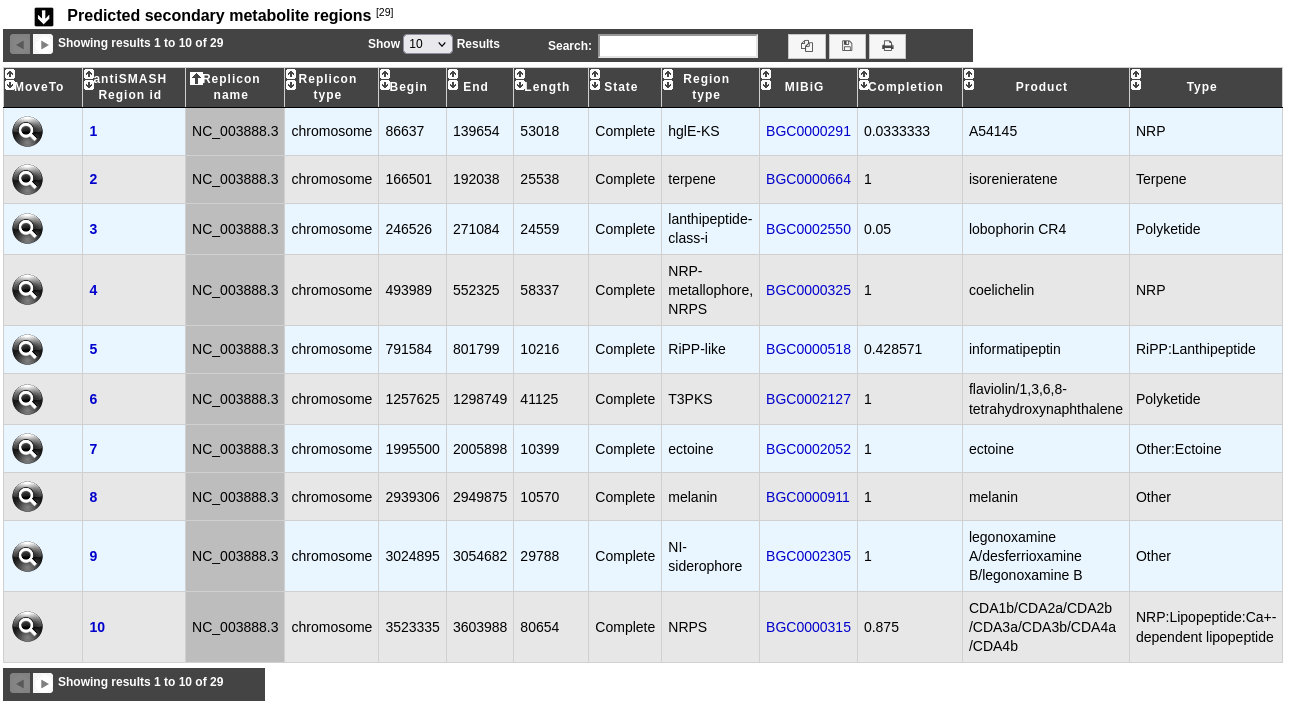 Predicted secondary metabolite regions [29]
Showing results 1 to 10 of 29 Show 10 Results Search:
MoveTo antiSMASH Region id Replicon name Replicon type Begin End Length State Region type MIBiG Completion Product Type
1 NC_003888.3 chromosome 86637 139654 53018 Complete hglE-KS BGC0000291 0.0333333 A54145 NRP
2 NC_003888.3 chromosome 166501 192038 25538 Complete terpene BGC0000664 1 isorenieratene Terpene
3 NC_003888.3 chromosome 246526 271084 24559 Complete lanthipeptide-class-i BGC0002550 0.05 lobophorin CR4 Polyketide
4 NC_003888.3 chromosome 493989 552325 58337 Complete NRP-metallophore, NRPS BGC0000325 1 coelichelin NRP
5 NC_003888.3 chromosome 791584 801799 10216 Complete RiPP-like BGC0000518 0.428571 informatipeptin RiPP:Lanthipeptide
6 NC_003888.3 chromosome 1257625 1298749 41125 Complete T3PKS BGC0002127 1 flaviolin/1,3,6,8-tetrahydroxynaphthalene Polyketide
7 NC_003888.3 chromosome 1995500 2005898 10399 Complete ectoine BGC0002052 1 ectoine Other:Ectoine
8 NC_003888.3 chromosome 2939306 2949875 10570 Complete melanin BGC0000911 1 melanin Other
9 NC_003888.3 chromosome 3024895 3054682 29788 Complete NI-siderophore BGC0002305 1 legonoxamine A/desferrioxamine B/legonoxamine B Other
10 NC_003888.3 chromosome 3523335 3603988 80654 Complete NRPS BGC0000315 0.875 CDA1b/CDA2a/CDA2b/CDA3a/CDA3b/CDA4a/CDA4b NRP:Lipopeptide:Ca+-dependent lipopeptide
Showing results 1 to 10 of 29